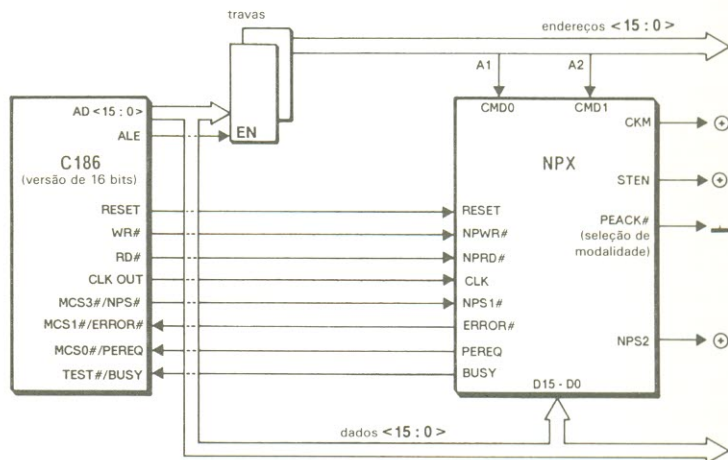 travas
endereços <15:0>
A1
A2
AD <15:0>
ALE
EN
C186
(versão de 16 bits)
RESET
WR#
RD#
CLK OUT
MCS3#/NPS#
MCS1#/ERROR#
MCS0#/PEREQ
TEST#/BUSY
CMD0
CMD1
NPX
CKM
STEN
PEACK#
(seleção de
modalidade)
NPS2
RESET
NPWR#
NPRD#
CLK
NPS1#
ERROR#
PEREQ
BUSY
D15 - D0
dados <15:0>